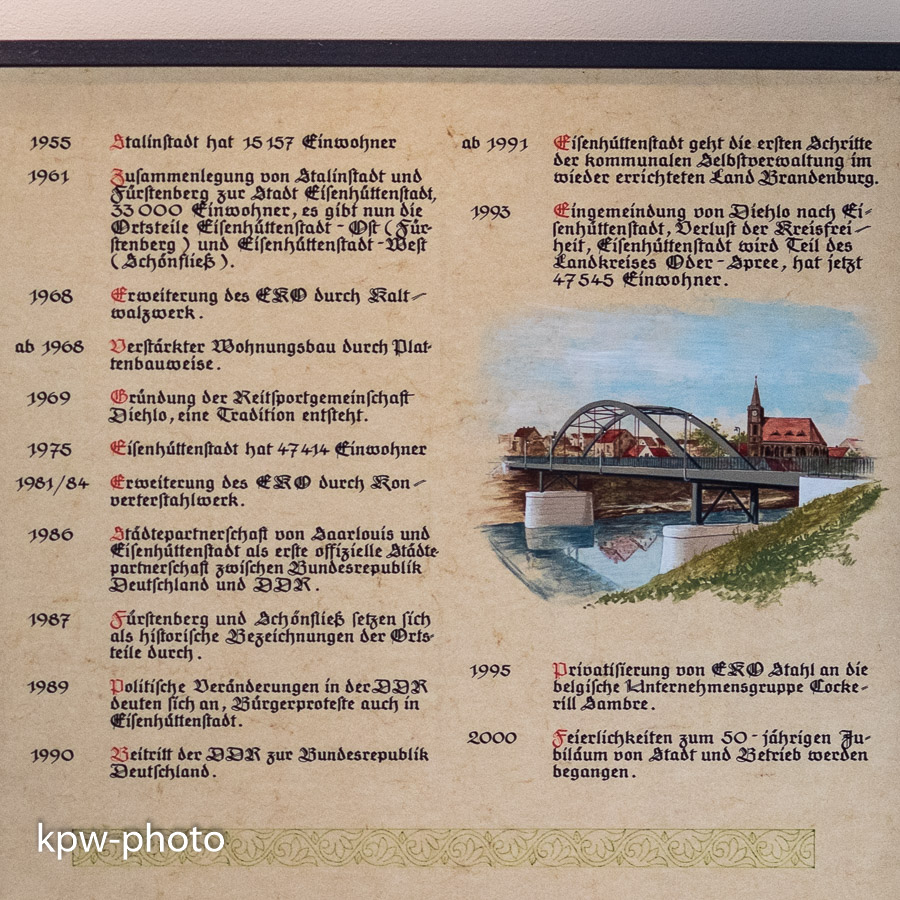 1955 Stalinstadt hat 15157 Einwohner
1961 Zusammenlegung von Stalinstadt und
Fürstenberg zur Stadt Eisenhüttenstadt,
33 000 Einwohner, es gibt nun die
Ortsteile Eisenhüttenstadt - Ost (Für-
stenberg) und Eisenhüttenstadt - West
(Schönfließ).
1968 Erweiterung des EKO durch Kalt-
walzwerk.
ab 1968 Verstärkter Wohnungsbau durch Plat-
tenbauweise.
1969 Gründung der Reitsportgemeinschaft
Diehlo, eine Tradition entsteht.
1975 Eisenhüttenstadt hat 47414 Einwohner
1981/84 Erweiterung des EKO durch Kon-
verterstahlwerk.
1986 Städtepartnerschaft von Saarlouis und
Eisenhüttenstadt als erste offizielle Städte-
partnerschaft zwischen Bundesrepublik
Deutschland und DDR.
1987 Fürstenberg und Schönfließ setzen sich
als historische Bezeichnungen der Orts-
teile durch.
1989 Politische Veränderungen in der DDR
deuten sich an, Bürgerproteste auch in
Eisenhüttenstadt.
1990 Beitritt der DDR zur Bundesrepublik
Deutschland.
ab 1991 Eisenhüttenstadt geht die ersten Schritte
der kommunalen Selbstverwaltung im
wieder errichteten Land Brandenburg.
1993 Eingemeindung von Diehlo nach Ei-
senhüttenstadt, Verlust der Kreisfrei-
heit, Eisenhüttenstadt wird Teil des
Landkreises Oder-Spree, hat jetzt
47545 Einwohner.
1995 Privatisierung von EKO Stahl an die
belgische Unternehmensgruppe Cocke-
rill Sambre.
2000 Feierlichkeiten zum 50-jährigen Ju-
biläum von Stadt und Betrieb werden
begangen.
kpw-photo